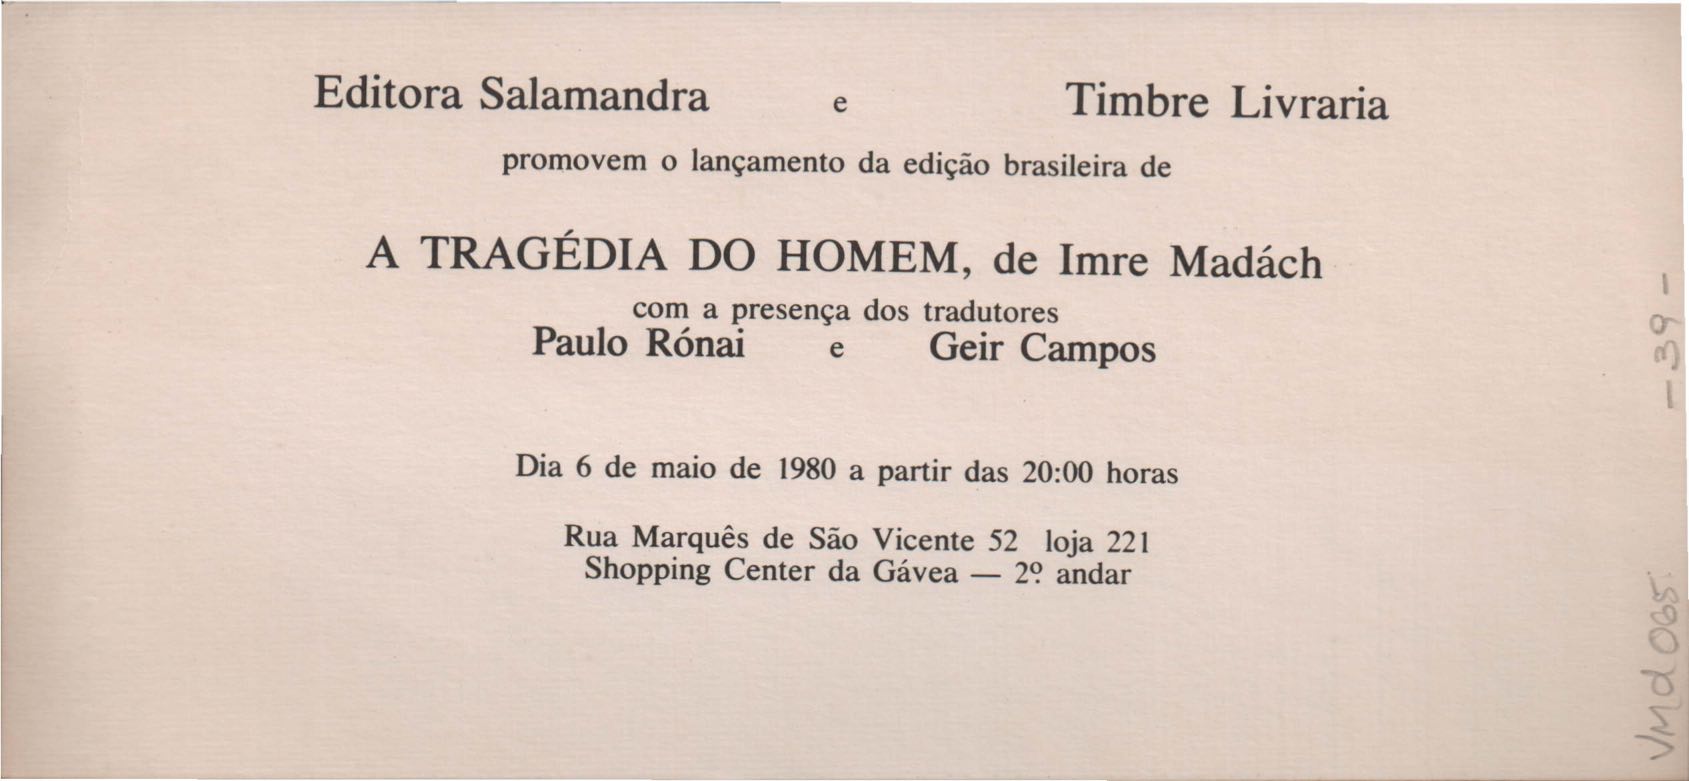 Editora Salamandra e Timbre Livraria
promovem o lançamento da edição brasileira de
A TRAGÉDIA DO HOMEM, de Imre Madách
com a presença dos tradutores
Paulo Rónai e Geir Campos
Dia 6 de maio de 1980 a partir das 20:00 horas
Rua Marquês de São Vicente 52 loja 221
Shopping Center da Gávea — 2º andar
VMd065.
— 39 —